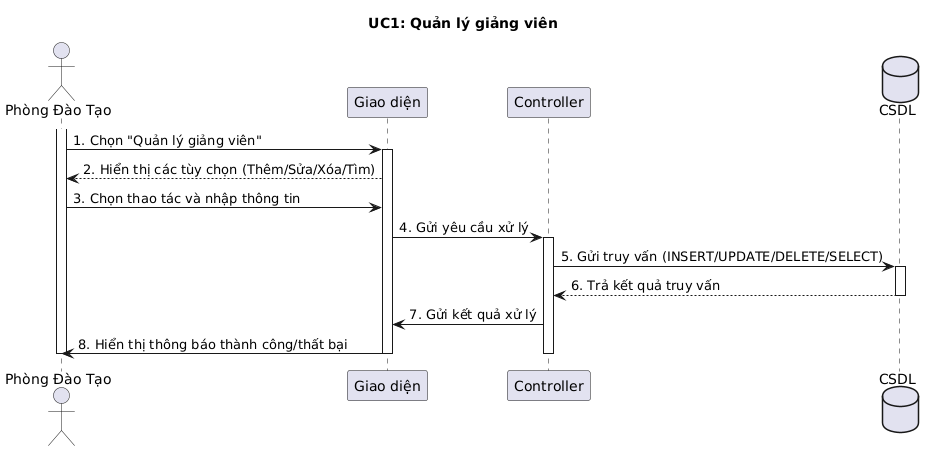 UC1: Quản lý giảng viên
Phòng Đào Tạo
Giao diện
Controller
CSDL
1. Chọn "Quản lý giảng viên"
2. Hiển thị các tùy chọn (Thêm/Sửa/Xóa/Tìm)
3. Chọn thao tác và nhập thông tin
4. Gửi yêu cầu xử lý
5. Gửi truy vấn (INSERT/UPDATE/DELETE/SELECT)
6. Trả kết quả truy vấn
7. Gửi kết quả xử lý
8. Hiển thị thông báo thành công/thất bại
Phòng Đào Tạo
Giao diện
Controller
CSDL